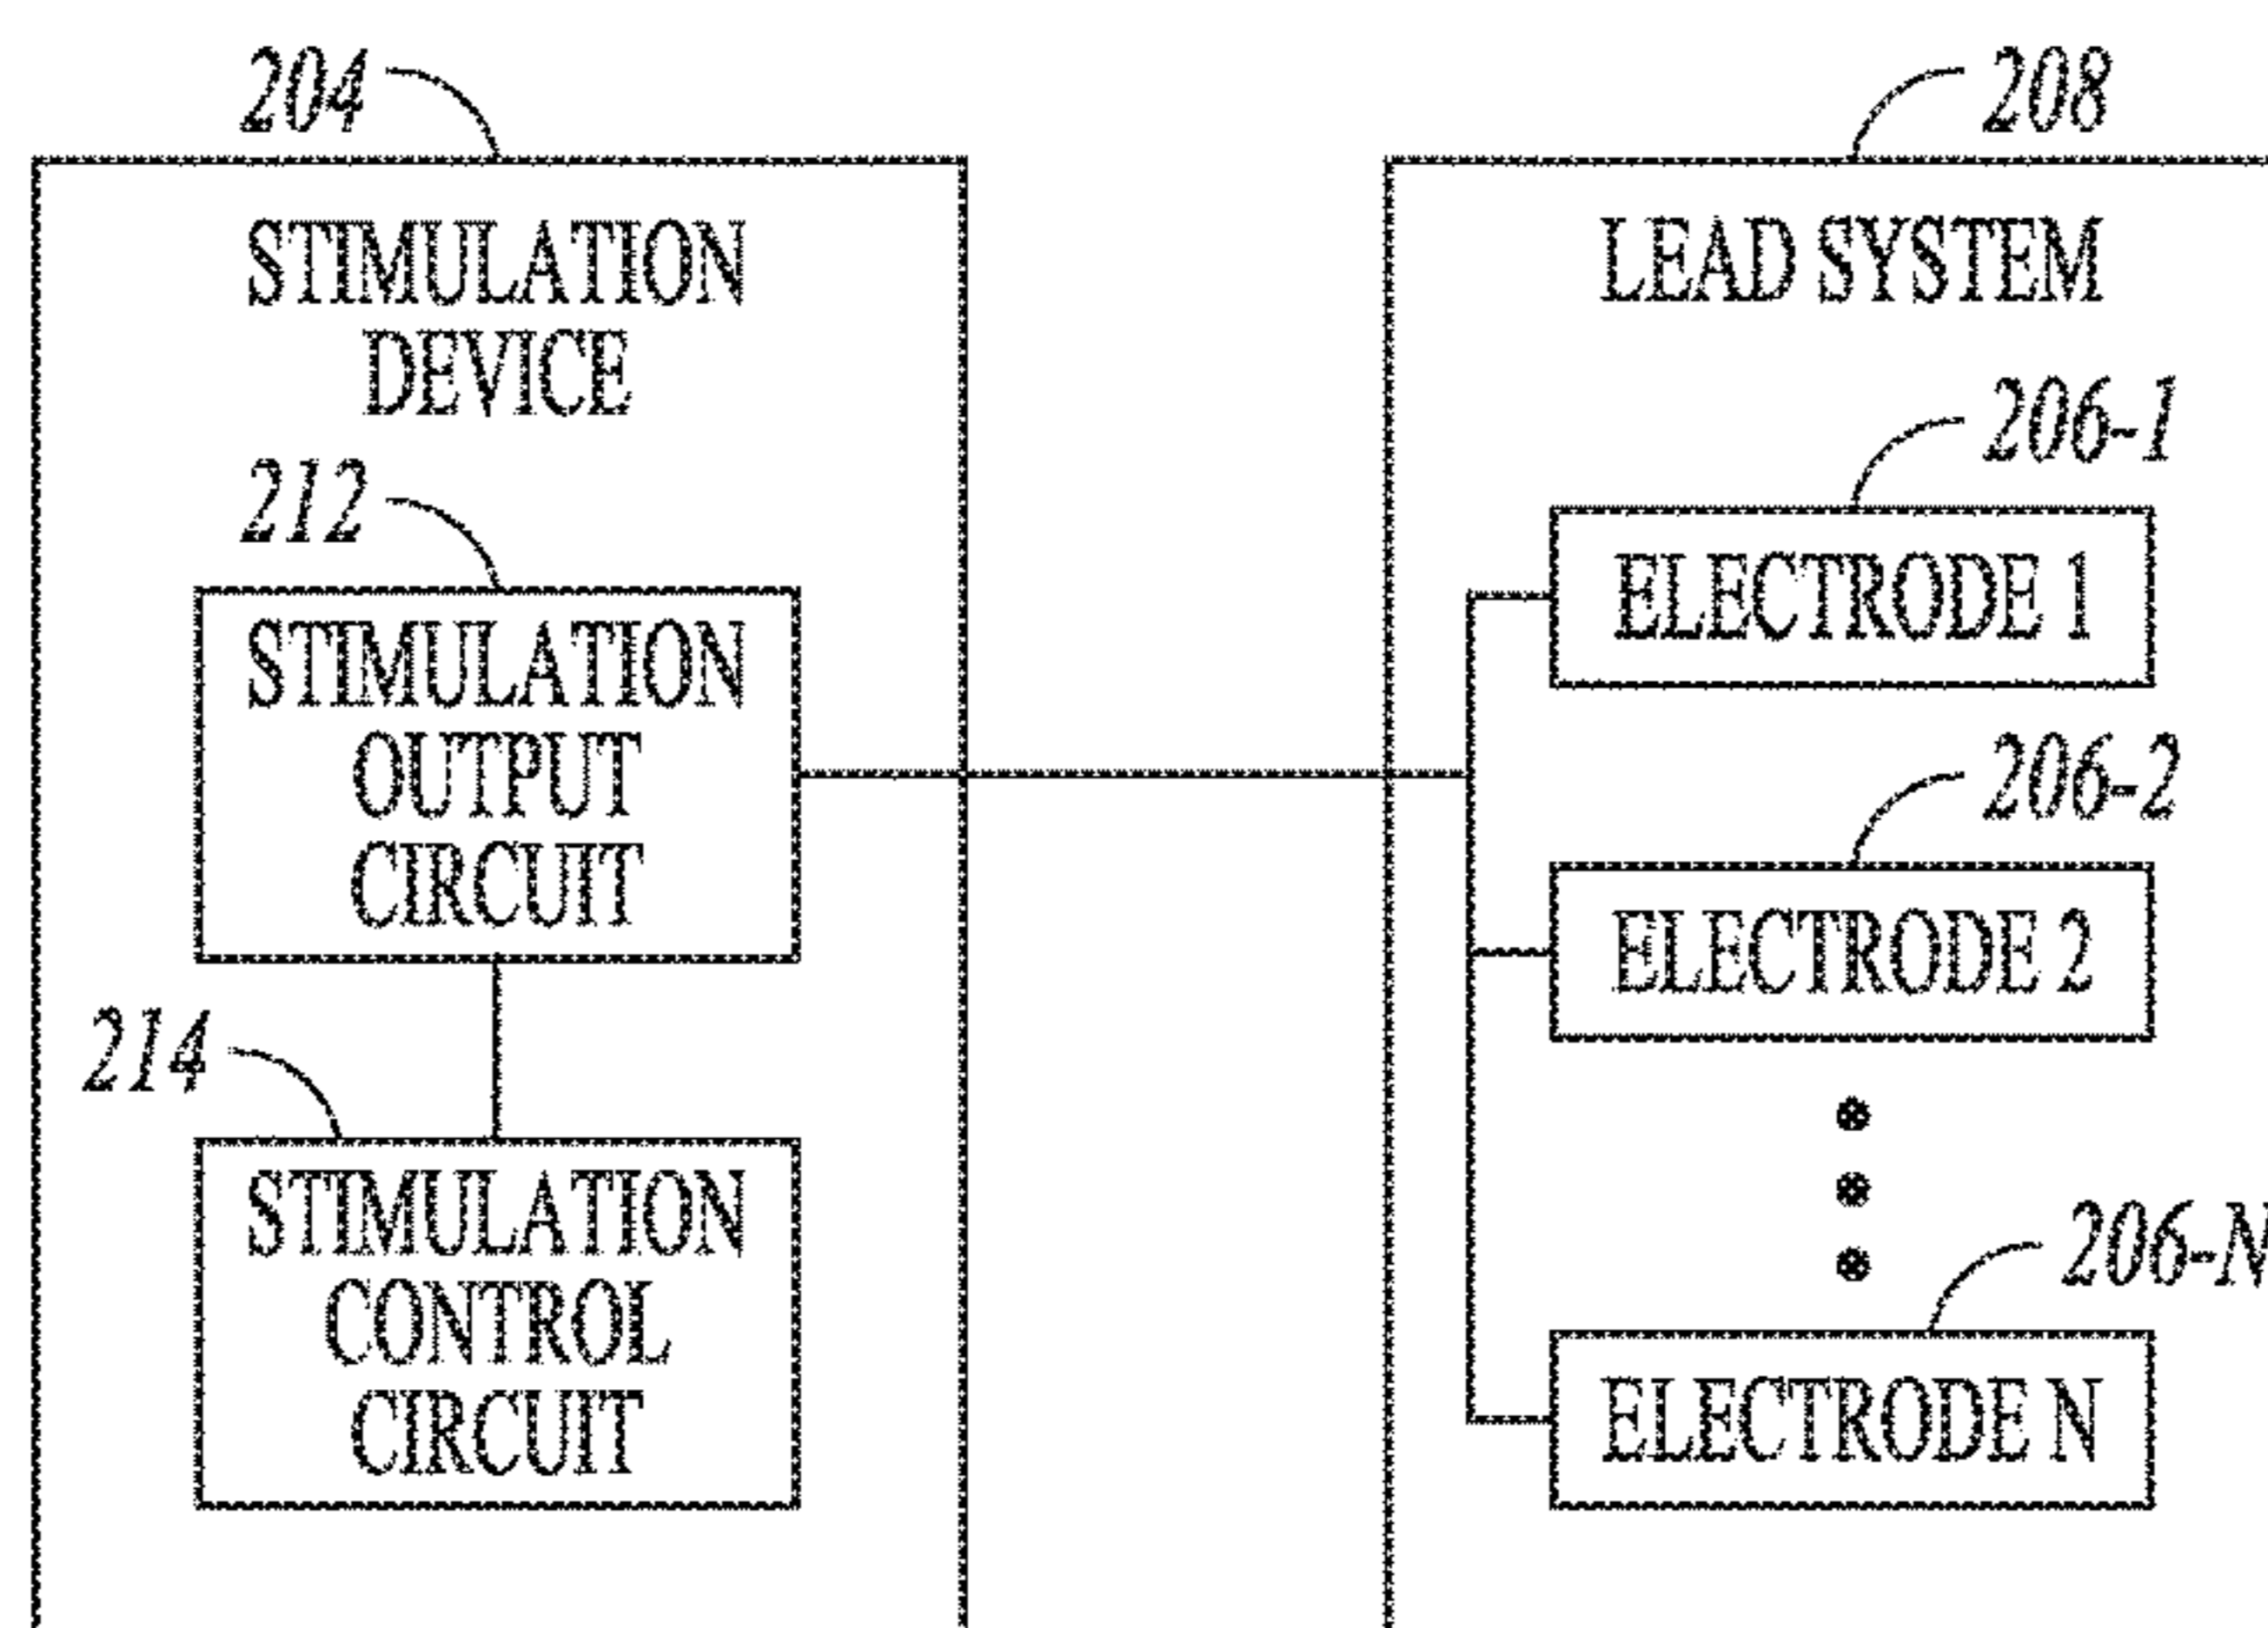 204
STIMULATION
DEVICE
212
STIMULATION
OUTPUT
CIRCUIT
214
STIMULATION
CONTROL
CIRCUIT
208
LEAD SYSTEM
206-1
ELECTRODE 1
206-2
ELECTRODE 2
206-N
ELECTRODE N